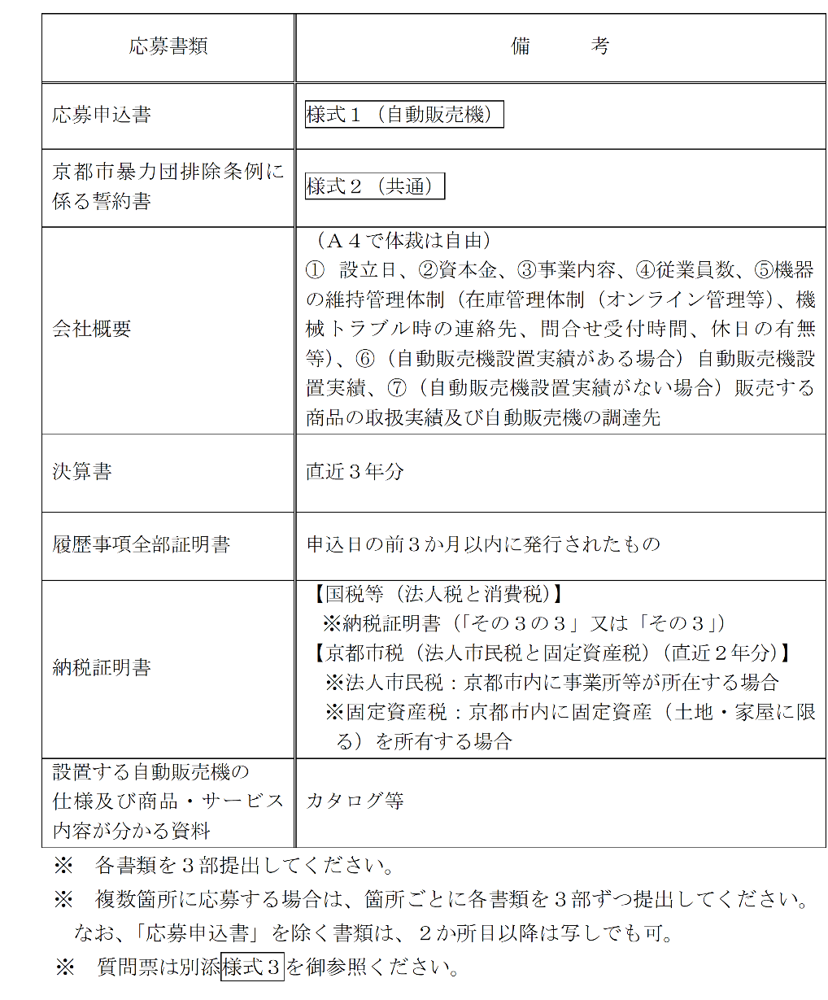 応募書類
備　　　考
応募申込書
様式１（自動販売機）
京都市暴力団排除条例に
係る誓約書
様式２（共通）
会社概要
（Ａ４で体裁は自由）
①　設立日、②資本金、③事業内容、④従業員数、⑤機器
の維持管理体制（在庫管理体制（オンライン管理等）、機
械トラブル時の連絡先、問合せ受付時間、休日の有無
等）、⑥（自動販売機設置実績がある場合）自動販売機設
置実績、⑦（自動販売機設置実績がない場合）販売する
商品の取扱実績及び自動販売機の調達先
決算書
直近３年分
履歴事項全部証明書
申込日の前３か月以内に発行されたもの
納税証明書
【国税等（法人税と消費税）】
※納税証明書（「その３の３」又は「その３」）
【京都市税（法人市民税と固定資産税）（直近２年分）】
※法人市民税：京都市内に事業所等が所在する場合
※固定資産税：京都市内に固定資産（土地・家屋に限
る）を所有する場合
設置する自動販売機の
仕様及び商品・サービス
内容が分かる資料
カタログ等
※　各書類を３部提出してください。
※　複数箇所に応募する場合は、箇所ごとに各書類を３部ずつ提出してください。
なお、「応募申込書」を除く書類は、２か所目以降は写しでも可。
※　質問票は別添様式３を御参照ください。